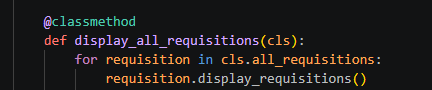 @classmethod
def display_all_requisitions(cls):
    for requisition in cls.all_requisitions:
        requisition.display_requisitions()